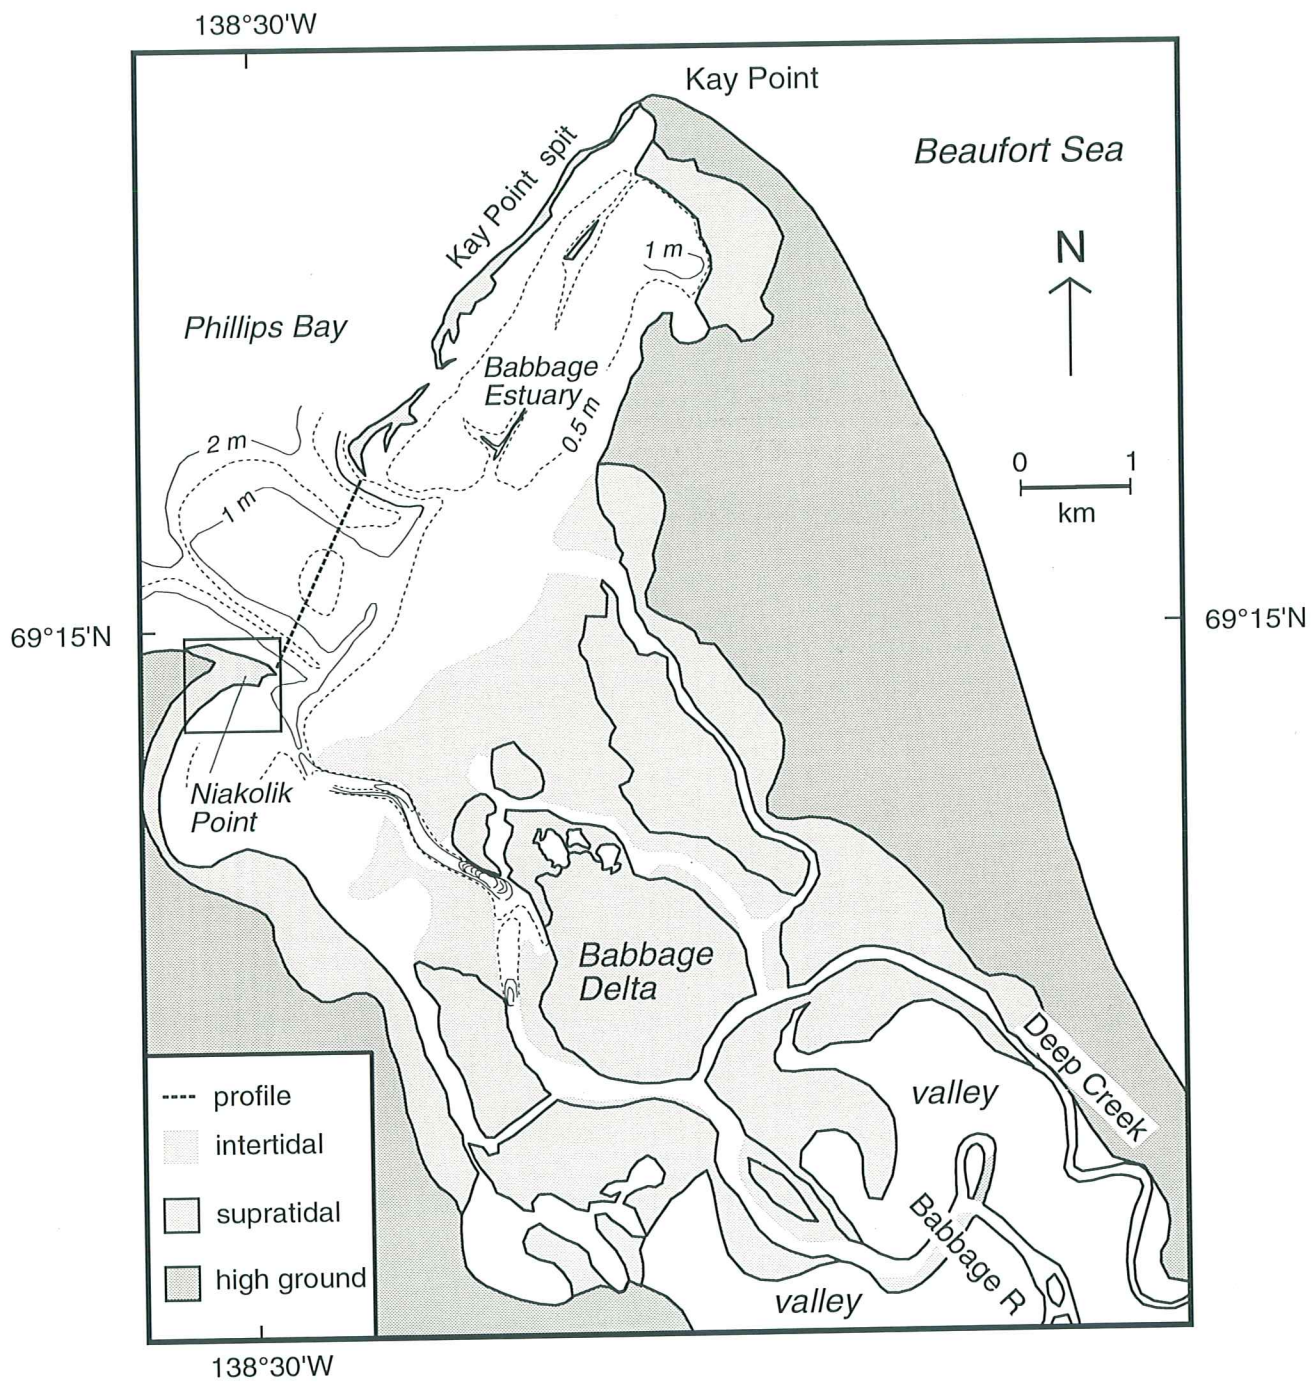 138°30'W
Kay Point
Beaufort Sea
Kay Point spit
N
1 m
Phillips Bay
Babbage
Estuary
0.5 m
2 m
0 1
km
1 m
69°15'N
69°15'N
Niakolik
Point
Babbage
Delta
Deep Creek
valley
profile
intertidal
supratidal
high ground
Babbage R
valley
138°30'W